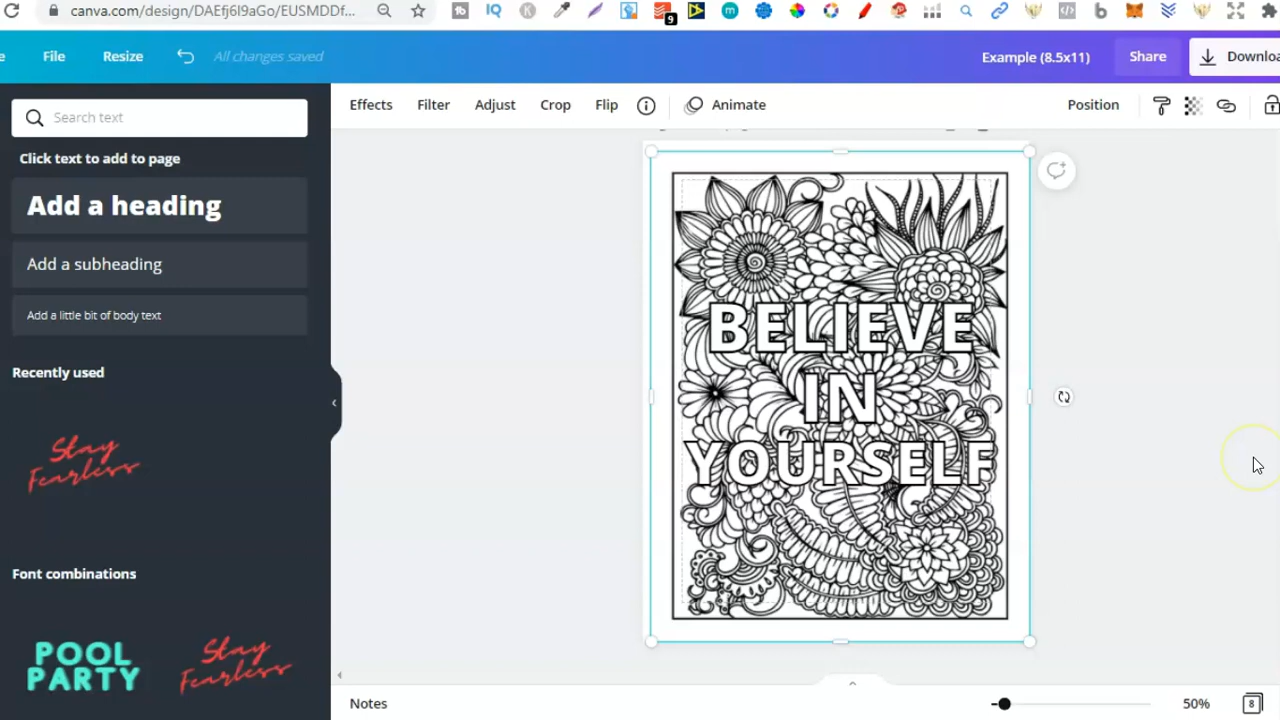 canva.com/design/DAEfj6I9aGo/EUSMDDf...
9
File
Resize
All changes saved
Example (8.5x11)
Share
Downloa
Search text
Effects
Filter
Adjust
Crop
Flip
Animate
Position
Click text to add to page
Add a heading
Add a subheading
Add a little bit of body text
Recently used
Stay
Fearless
Font combinations
POOL
PARTY
Stay
Fearless
BELIEVE
IN
YOURSELF
Notes
50%
8